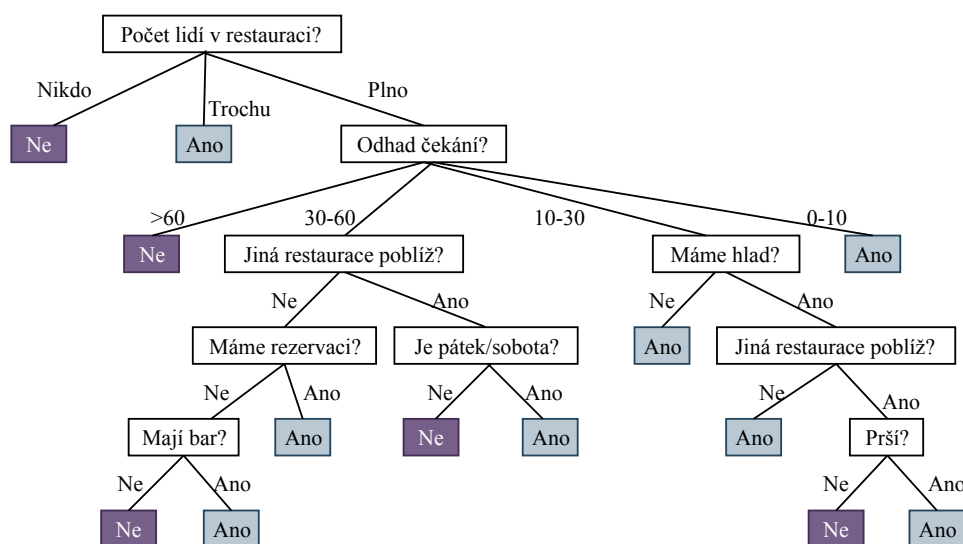 Počet lidí v restauraci?
Nikdo
Trochu
Plno
Ne
Ano
Odhad čekání?
>60
30-60
10-30
0-10
Ne
Jiná restaurace poblíž?
Máme hlad?
Ano
Ne
Ano
Ne
Ano
Máme rezervaci?
Je pátek/sobota?
Ano
Jiná restaurace poblíž?
Ne
Ano
Ne
Ano
Ne
Ano
Mají bar?
Ano
Ne
Ano
Ano
Prší?
Ne
Ano
Ne
Ano
Ne
Ano
Ne
Ano